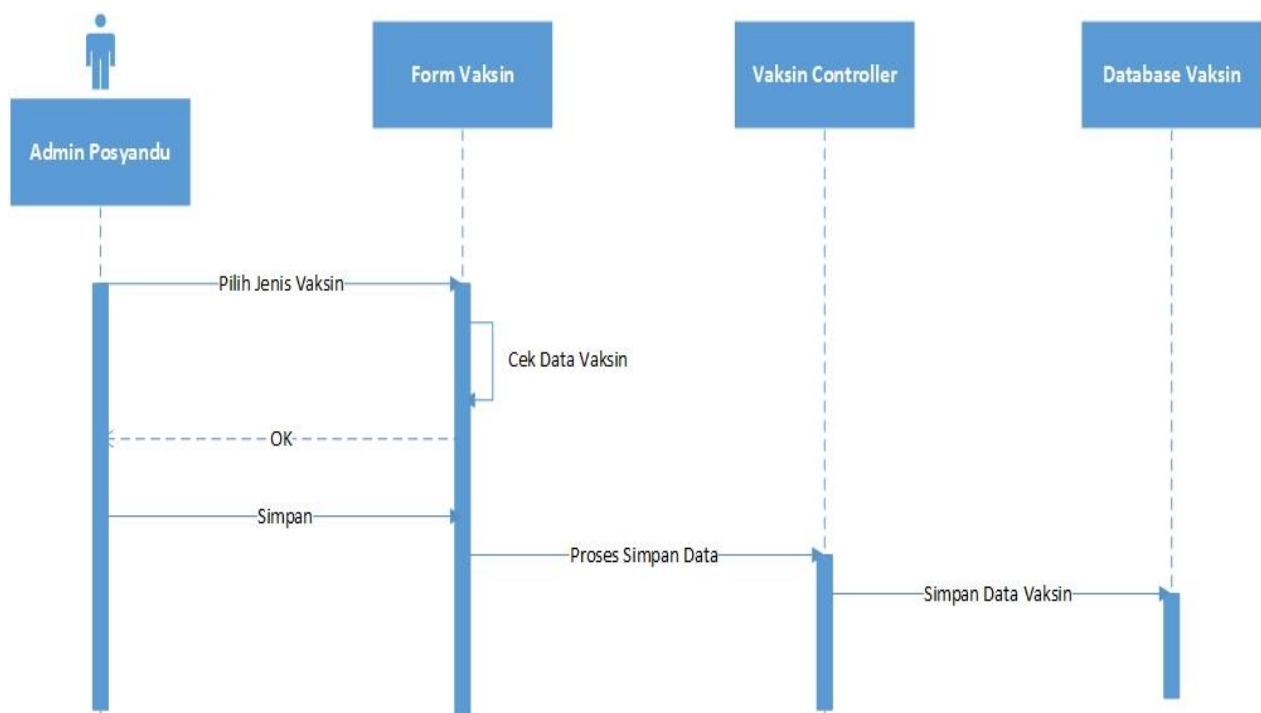 Form Vaksin
Vaksin Controller
Database Vaksin
Admin Posyandu
Pilih Jenis Vaksin
Cek Data Vaksin
OK
Simpan
Proses Simpan Data
Simpan Data Vaksin